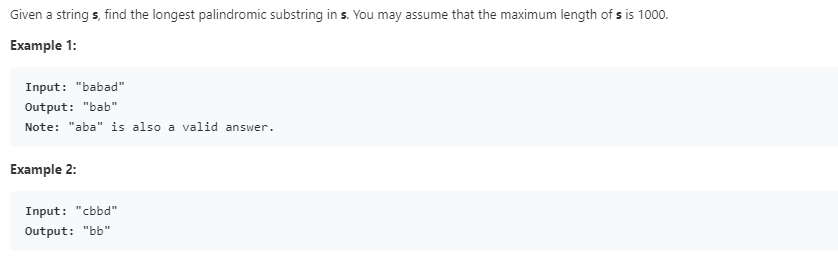 Given a string s, find the longest palindromic substring in s. You may assume that the maximum length of s is 1000.
Example 1:
Input: "babad"
Output: "bab"
Note: "aba" is also a valid answer.
Example 2:
Input: "cbbd"
Output: "bb"